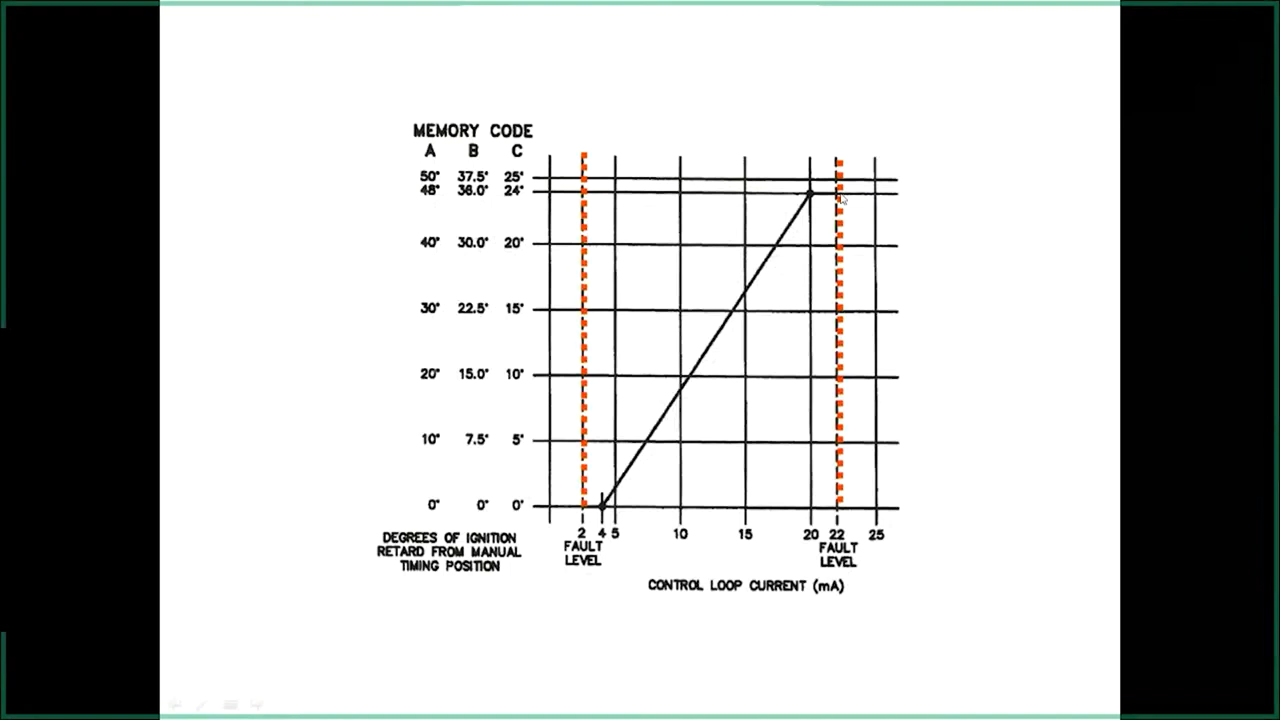 MEMORY CODE
A B C
50° 37.5° 25°
48° 36.0° 24°
40° 30.0° 20°
30° 22.5° 15°
20° 15.0° 10°
10° 7.5° 5°
0° 0° 0°
2 4 5 10 15 20 22 25
FAULT
LEVEL
FAULT
LEVEL
DEGREES OF IGNITION
RETARD FROM MANUAL
TIMING POSITION
CONTROL LOOP CURRENT (mA)